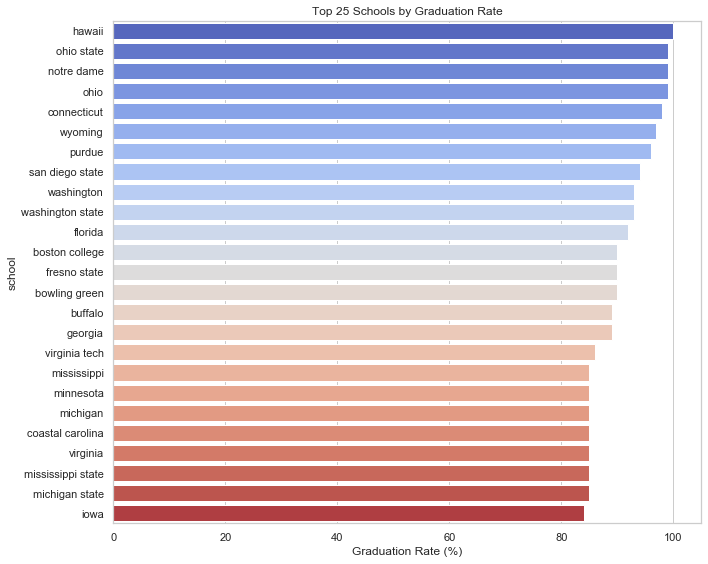 Top 25 Schools by Graduation Rate
hawaii
ohio state
notre dame
ohio
connecticut
wyoming
purdue
san diego state
washington
washington state
florida
boston college
fresno state
bowling green
buffalo
georgia
virginia tech
mississippi
minnesota
michigan
coastal carolina
virginia
mississippi state
michigan state
iowa
school
0 20 40 60 80 100
Graduation Rate (%)